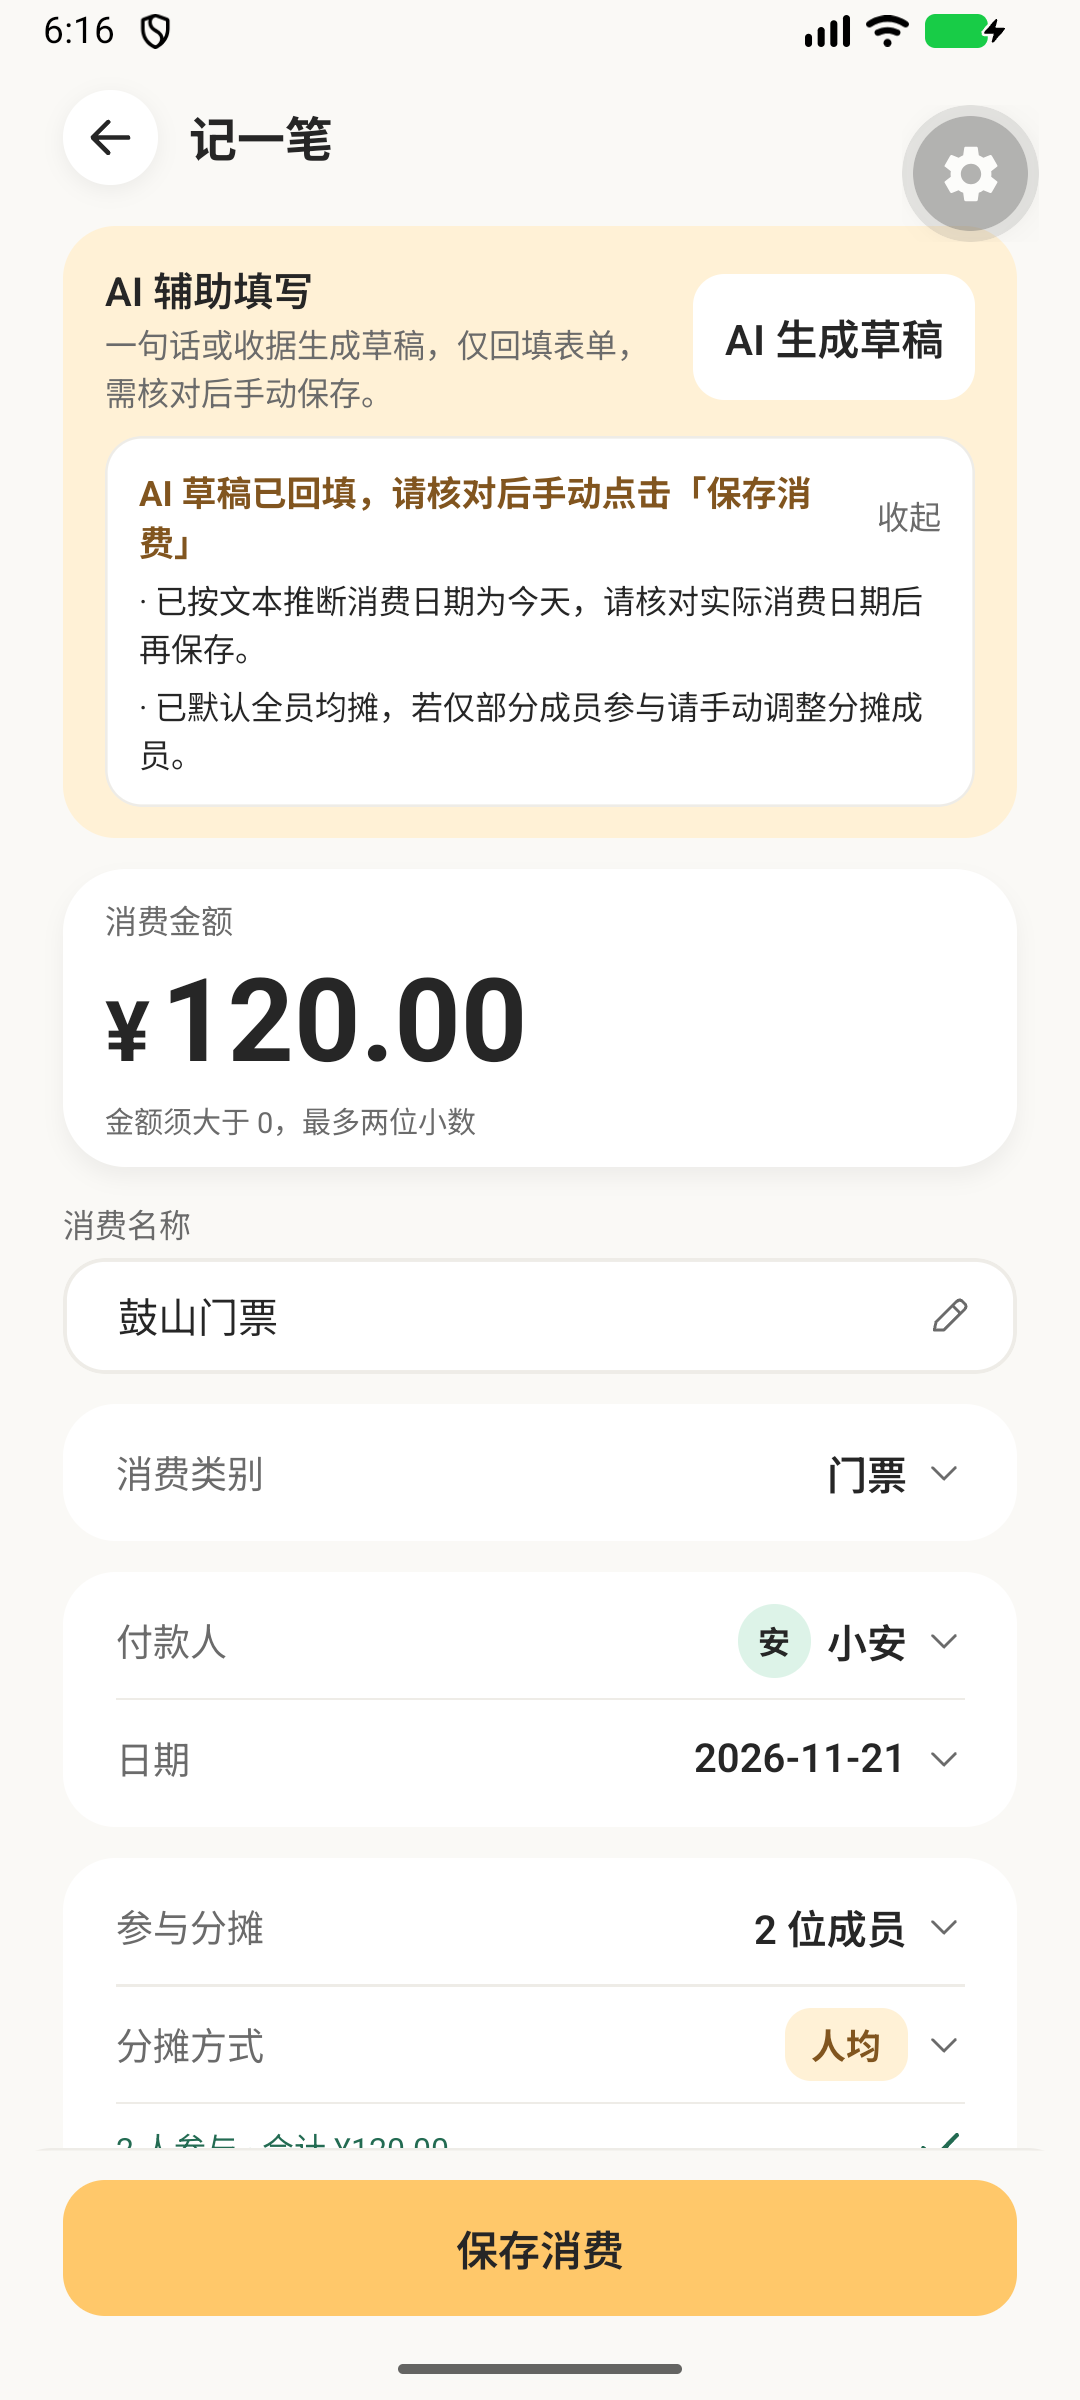 6:16
记一笔
AI 辅助填写
一句话或收据生成草稿，仅回填表单，
需核对后手动保存。
AI 生成草稿
AI 草稿已回填，请核对后手动点击「保存消
费」
收起
· 已按文本推断消费日期为今天，请核对实际消费日期后
再保存。
· 已默认全员均摊，若仅部分成员参与请手动调整分摊成
员。
消费金额
¥ 120.00
金额须大于 0，最多两位小数
消费名称
鼓山门票
消费类别
门票
付款人
安 小安
日期
2026-11-21
参与分摊
2 位成员
分摊方式
人均
2 人参与，合计 ¥120.00
保存消费